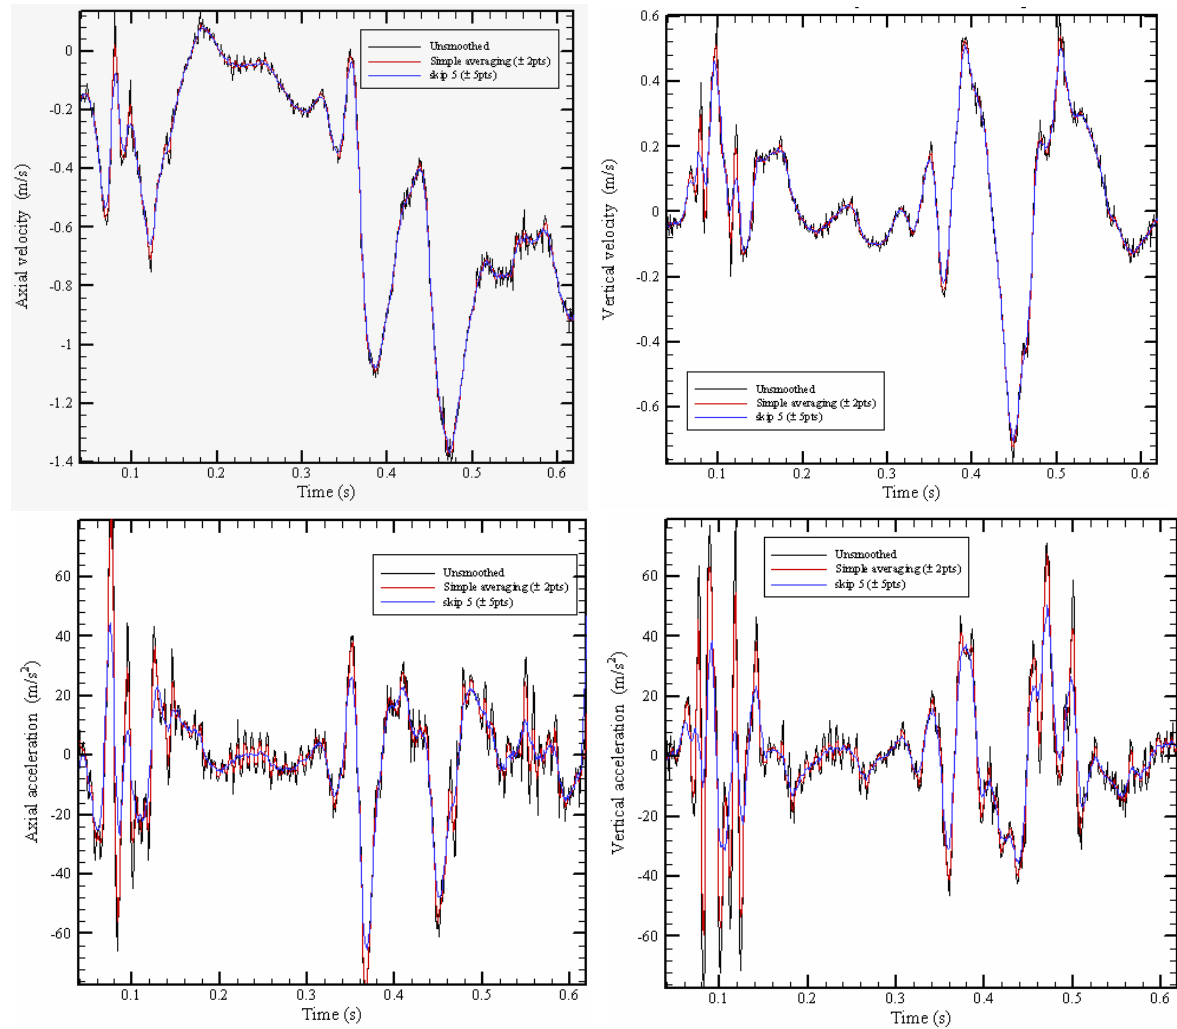 0
-0.2
-0.4
-0.6
-0.8
-1
-1.2
-1.4
Axial velocity (m/s)
Unsmoothed
Simple averaging (± 2pts)
skip 5 (± 5pts)
0.1 0.2 0.3 0.4 0.5 0.6
Time (s)
0.6
0.4
0.2
0
-0.2
-0.4
-0.6
Vertical velocity (m/s)
Unsmoothed
Simple averaging (± 2pts)
skip 5 (± 5pts)
0.1 0.2 0.3 0.4 0.5 0.6
Time (s)
60
40
20
0
-20
-40
-60
Axial acceleration (m/s²)
Unsmoothed
Simple averaging (± 2pts)
skip 5 (± 5pts)
0.1 0.2 0.3 0.4 0.5 0.6
Time (s)
60
40
20
0
-20
-40
-60
Vertical acceleration (m/s²)
Unsmoothed
Simple averaging (± 2pts)
skip 5 (± 5pts)
0.1 0.2 0.3 0.4 0.5 0.6
Time (s)